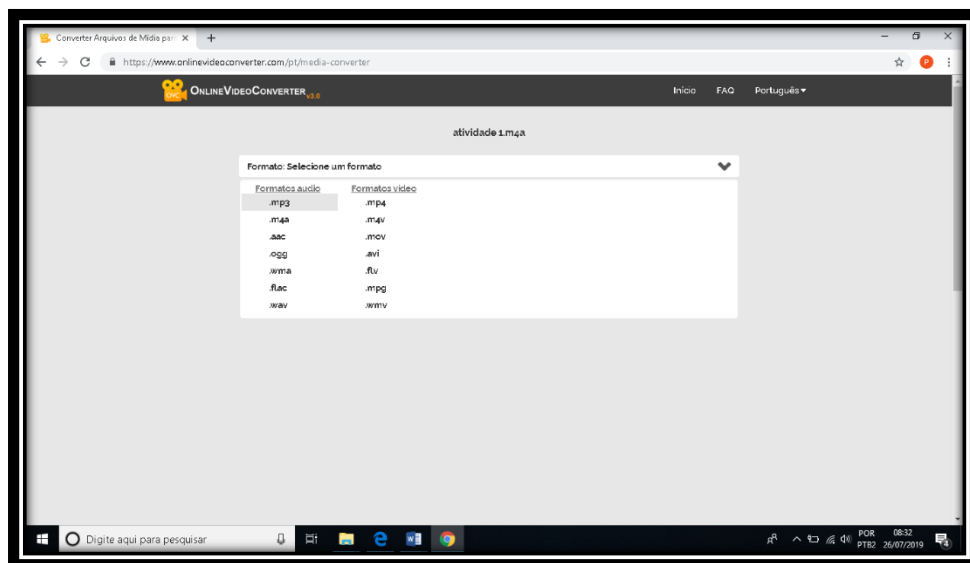 Converter Arquivos de Mídia par
https://www.onlinevideoconverter.com/pt/media-converter
P
OVC OnlineVideoConverter v3.0 Início FAQ Português
atividade 1.m4a
Formato: Selecione um formato
Formatos audio Formatos video
.mp3 .mp4
.m4a .m4v
.aac .mov
.ogg .avi
.wma .flv
.flac .mpg
.wav .wmv
Digite aqui para pesquisar
POR 08:32
PTB2 26/07/2019